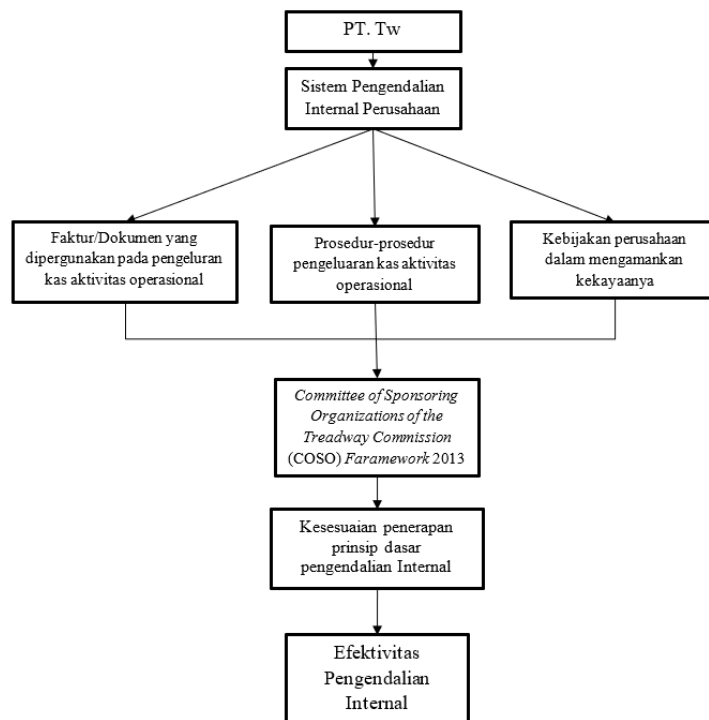 PT. Tw
Sistem Pengendalian
Internal Perusahaan
Faktur/Dokumen yang
dipergunakan pada pengeluran
kas aktivitas operasional
Prosedur-prosedur
pengeluaran kas aktivitas
operasional
Kebijakan perusahaan
dalam mengamankan
kekayaanya
Committee of Sponsoring
Organizations of the
Treadway Commission
(COSO) Faramework 2013
Kesesuaian penerapan
prinsip dasar
pengendalian Internal
Efektivitas
Pengendalian
Internal